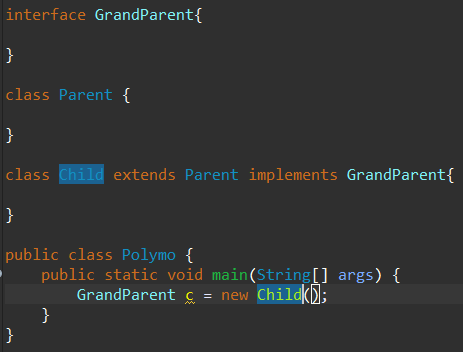 interface GrandParent{
}
class Parent {
}
class Child extends Parent implements GrandParent{
}
public class Polymo {
public static void main(String[] args) {
GrandParent c = new Child();
}
}